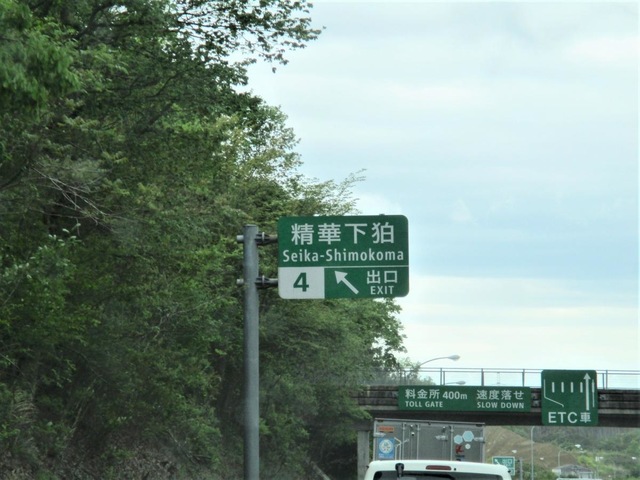 精華下狛
Seika-Shimokoma
4 出口
EXIT
料金所 400m 速度落せ
TOLL GATE SLOW DOWN
ETC車